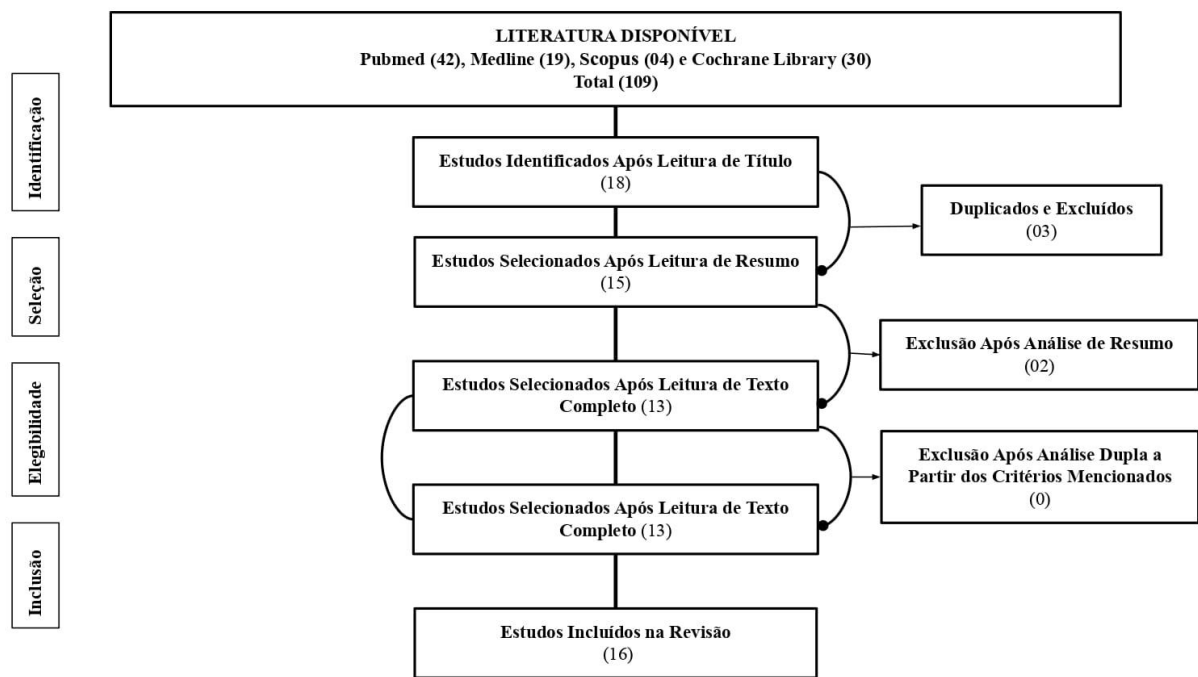 LITERATURA DISPONÍVEL
Pubmed (42), Medline (19), Scopus (04) e Cochrane Library (30)
Total (109)
Identificação
Estudos Identificados Após Leitura de Título
(18)
Duplicados e Excluídos
(03)
Seleção
Estudos Selecionados Após Leitura de Resumo
(15)
Exclusão Após Análise de Resumo
(02)
Elegibilidade
Estudos Selecionados Após Leitura de Texto
Completo (13)
Exclusão Após Análise Dupla a
Partir dos Critérios Mencionados
(0)
Estudos Selecionados Após Leitura de Texto
Completo (13)
Inclusão
Estudos Incluídos na Revisão
(16)